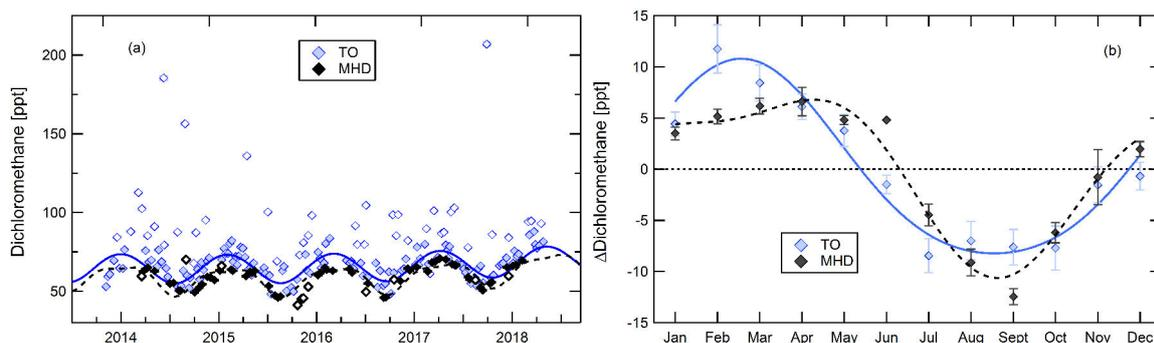 (a)
TO
MHD
Dichloromethane [ppt]
200
150
100
50
2014
2015
2016
2017
2018
(b)
TO
MHD
ΔDichloromethane [ppt]
15
10
5
0
-5
-10
-15
Jan
Feb
Mar
Apr
May
Jun
Jul
Aug
Sept
Oct
Nov
Dec